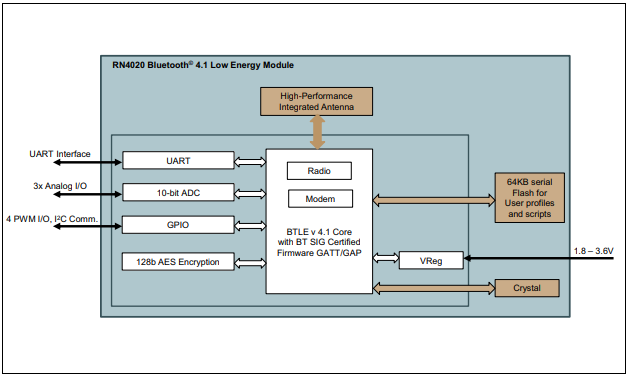 RN4020 Bluetooth© 4.1 Low Energy Module
High-Performance
Integrated Antenna
UART Interface
UART
3x Analog I/O
10-bit ADC
4 PWM I/O, I²C Comm.
GPIO
128b AES Encryption
Radio
Modem
BTLE v 4.1 Core
with BT SIG Certified
Firmware GATT/GAP
64KB serial
Flash for
User profiles
and scripts
VReg
1.8 – 3.6V
Crystal